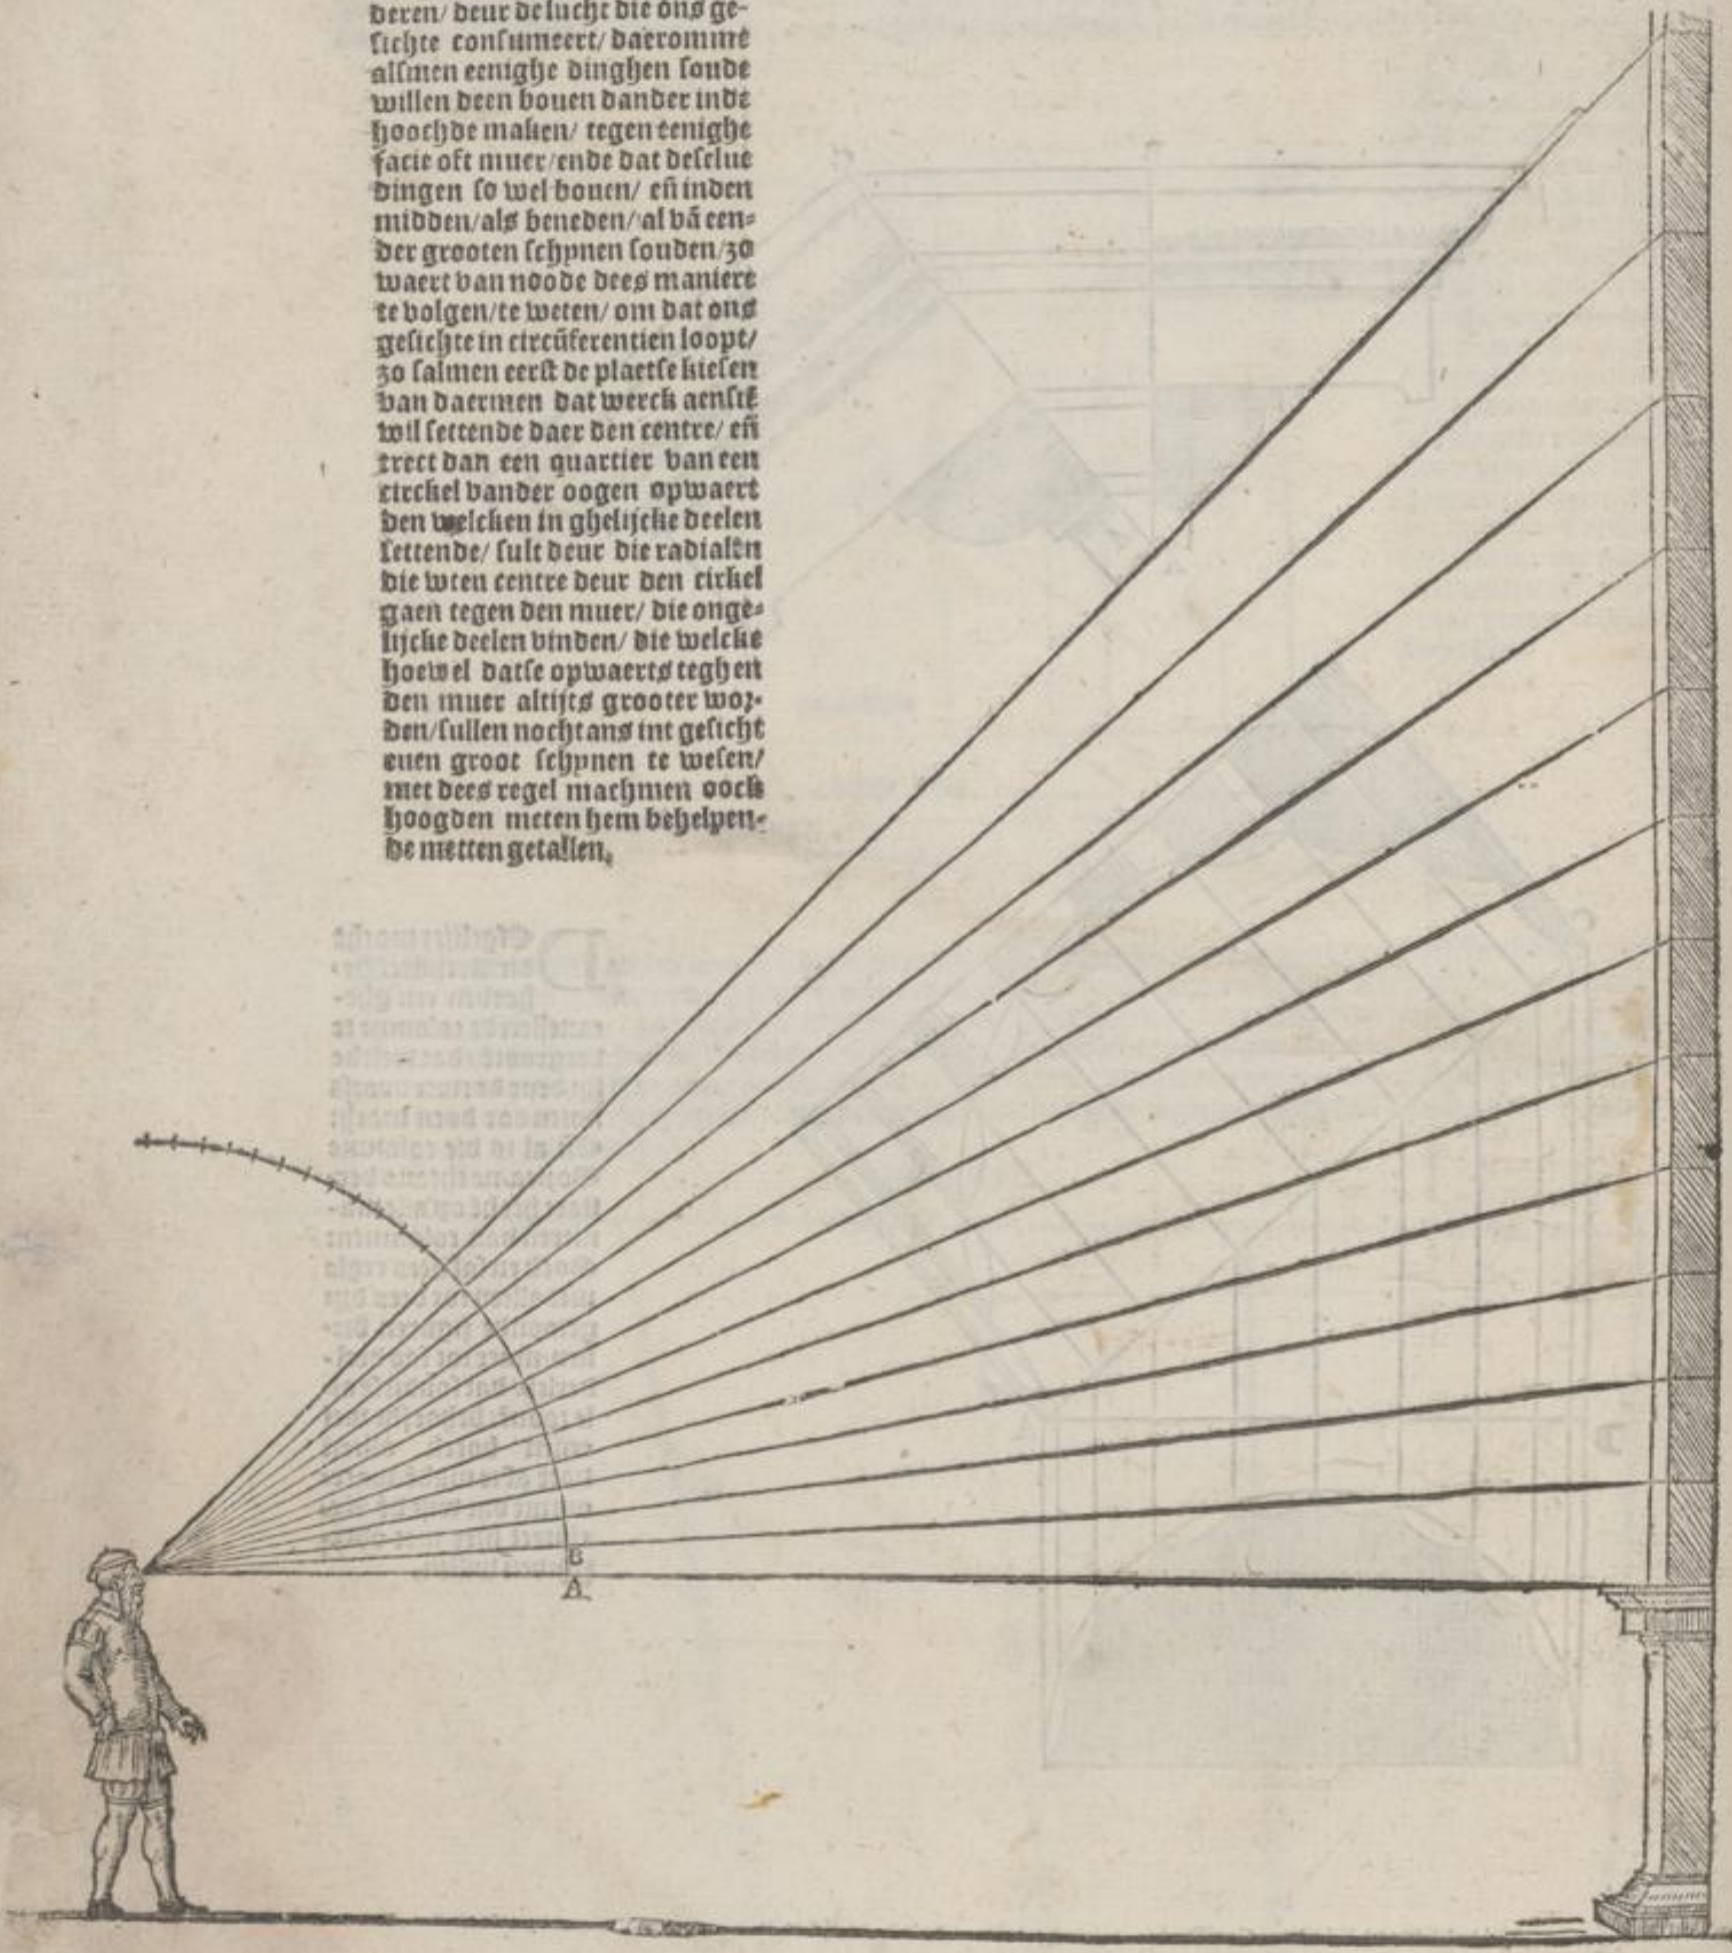 deren/ deur de lucht die ons ge-
sichte consumeert/ daeromme
alsmen eenighe dinghen soude
willen deen bouen dander inde
hoochde maken/ tegen eenighe
facie oft muer/ende dat deselue
dingen so wel bouen/ eñ inden
midden/als beneden/ al vā een-
der grooten schynen souden/zo
waert van noode dees maniere
te volgen/te weten/ om dat ons
gesichte in circūferentien loopt/
zo salmen eerst de plaetse kiesen
van daermen dat werck aensiē
wil settende daer den centre/ eñ
trect dan een quartier van een
circkel vander oogen opwaert
den welcken in ghelijcke deelen
settende/ sult deur die radialen
die wten centre deur den cirkel
gaen tegen den muer/ die onge-
lijcke deelen vinden/ die welcke
hoewel datse opwaerts teghen
den muer altijts grooter wor-
den/sullen nochtans int gesicht
euen groot schynen te wesen/
met dees regel machmen oock
hoogden meten hem behelpen-
de metten getallen.
B
A.